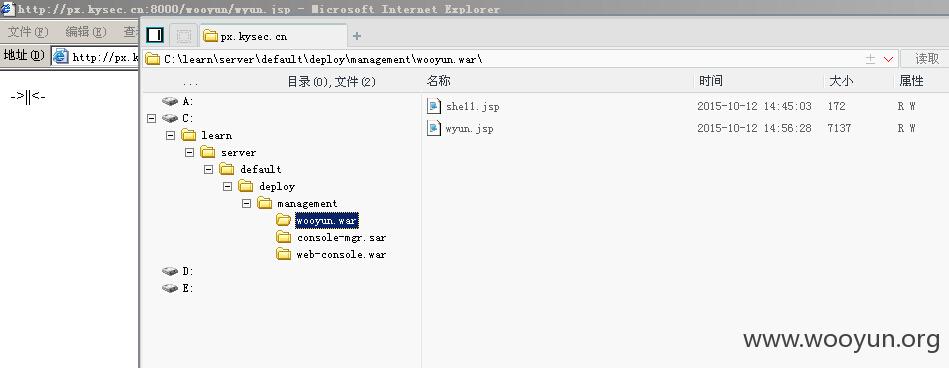 http://px.kysec.cn:8000/wooyun/wyun.jsp - Microsoft Internet Explorer
文件(F) 编辑(E) 查
px.kysec.cn
地址(D) http://px.k
C:\learn\server\default\deploy\management\wooyun.war\ 读取
... 目录(0),文件(2) 名称 时间 大小 属性
->||<-
A:
C:
learn
server
default
deploy
management
wooyun.war
console-mgr.sar
web-console.war
D:
E:
shell.jsp 2015-10-12 14:45:03 172 R W
wyun.jsp 2015-10-12 14:56:28 7137 R W
www.wooyun.org